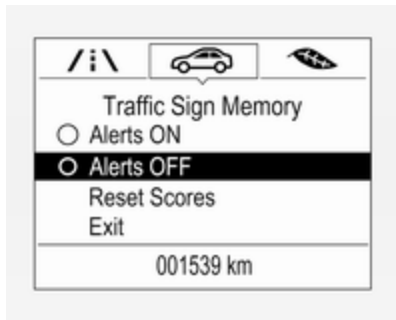 Traffic Sign Memory
Alerts ON
Alerts OFF
Reset Scores
Exit
001539 km